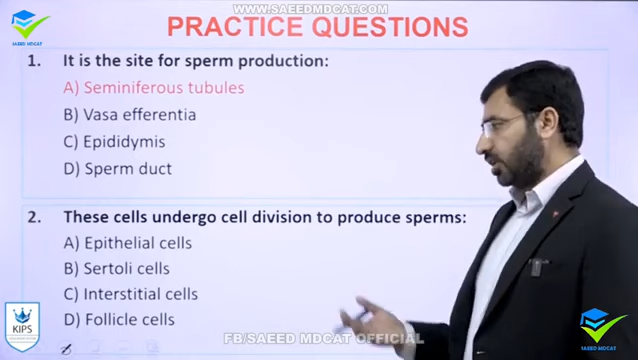 WWW.SAEEDMDCAT.COM
SAEED MDCAT
PRACTICE QUESTIONS
1. It is the site for sperm production:
A) Seminiferous tubules
B) Vasa efferentia
C) Epididymis
D) Sperm duct
2. These cells undergo cell division to produce sperms:
A) Epithelial cells
B) Sertoli cells
C) Interstitial cells
D) Follicle cells
KIPS
FB/SAEED MDCAT OFFICIAL
SAEED MDCAT